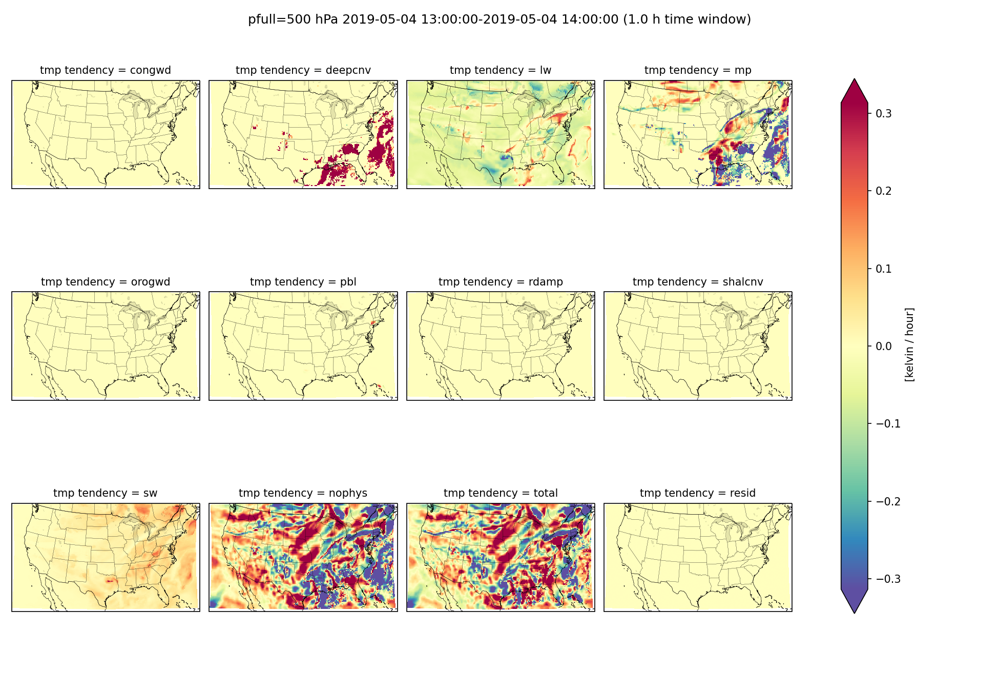 pfull=500 hPa 2019-05-04 13:00:00-2019-05-04 14:00:00 (1.0 h time window)
tmp tendency = congwd
tmp tendency = deepcnv
tmp tendency = lw
tmp tendency = mp
tmp tendency = orogwd
tmp tendency = pbl
tmp tendency = rdamp
tmp tendency = shalcnv
tmp tendency = sw
tmp tendency = nophys
tmp tendency = total
tmp tendency = resid
0.3
0.2
0.1
0.0
−0.1
−0.2
−0.3
[kelvin / hour]